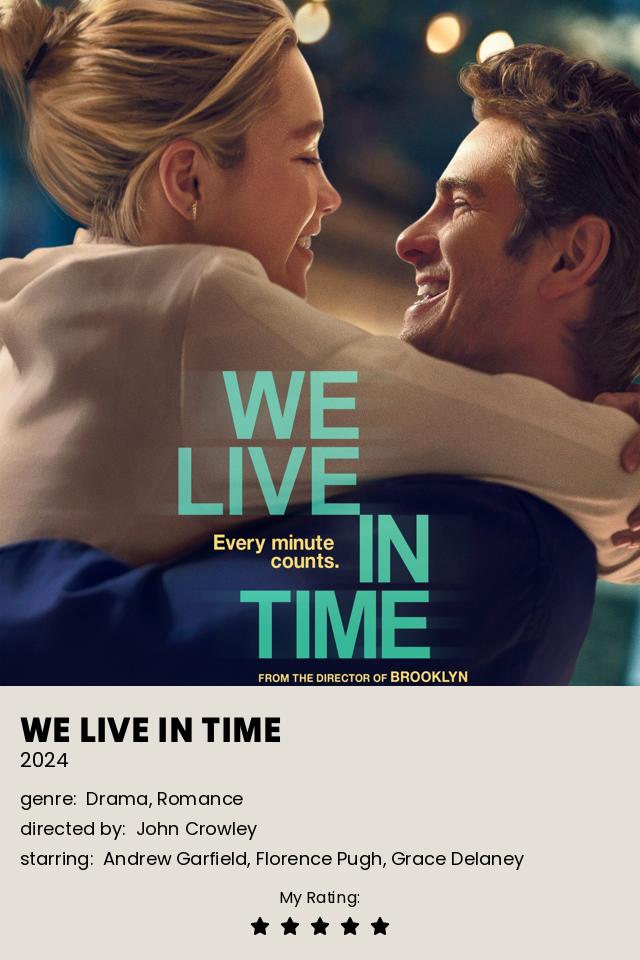 WE
LIVE
IN
Every minute
counts.
TIME
FROM THE DIRECTOR OF BROOKLYN
WE LIVE IN TIME
2024
genre: Drama, Romance
directed by: John Crowley
starring: Andrew Garfield, Florence Pugh, Grace Delaney
My Rating:
★ ★ ★ ★ ★